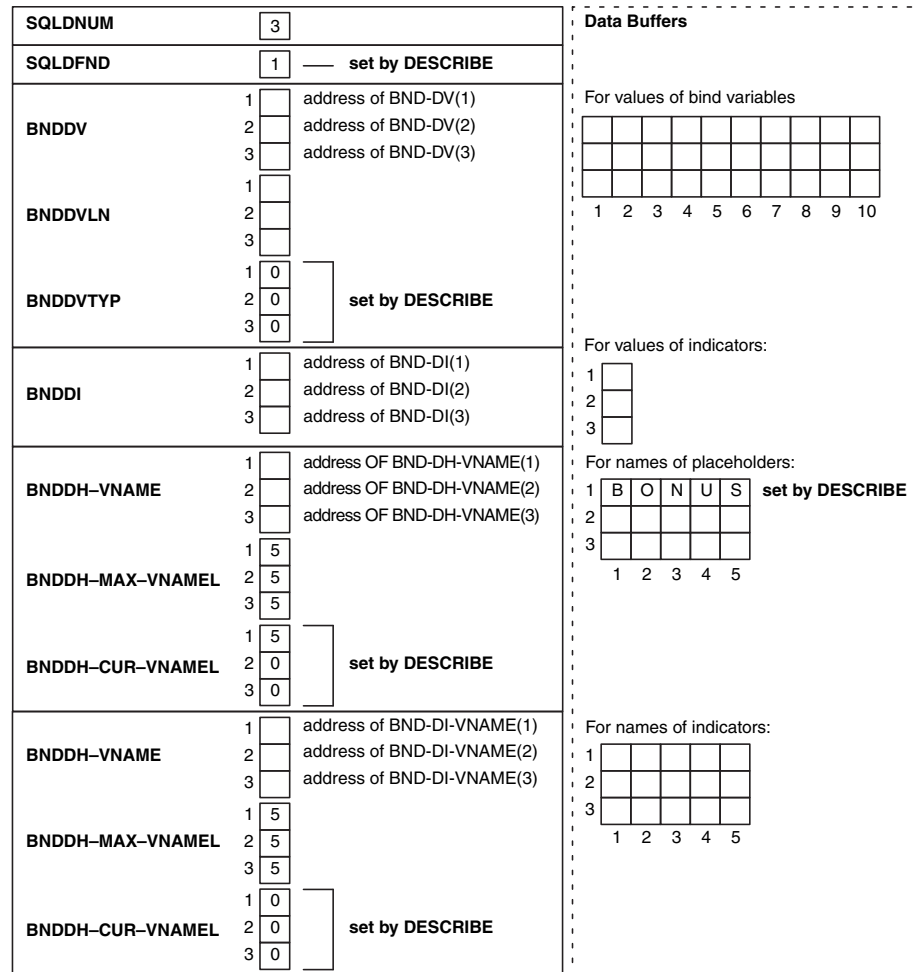 SQLDNUM 3
SQLDFND 1 set by DESCRIBE
BNDDV
1 address of BND-DV(1)
2 address of BND-DV(2)
3 address of BND-DV(3)
BNDDVLN
1
2
3
BNDDVTYP
1 0
2 0
3 0
set by DESCRIBE
BNDDI
1 address of BND-DI(1)
2 address of BND-DI(2)
3 address of BND-DI(3)
BNDDH–VNAME
1 address OF BND-DH-VNAME(1)
2 address OF BND-DH-VNAME(2)
3 address OF BND-DH-VNAME(3)
BNDDH–MAX–VNAMEL
1 5
2 5
3 5
BNDDH–CUR–VNAMEL
1 5
2 0
3 0
set by DESCRIBE
BNDDH–VNAME
1 address of BND-DI-VNAME(1)
2 address of BND-DI-VNAME(2)
3 address of BND-DI-VNAME(3)
BNDDH–MAX–VNAMEL
1 5
2 5
3 5
BNDDH–CUR–VNAMEL
1 0
2 0
3 0
set by DESCRIBE
Data Buffers
For values of bind variables
1 2 3 4 5 6 7 8 9 10
For values of indicators:
1
2
3
For names of placeholders:
1 B O N U S set by DESCRIBE
2
3
1 2 3 4 5
For names of indicators:
1
2
3
1 2 3 4 5